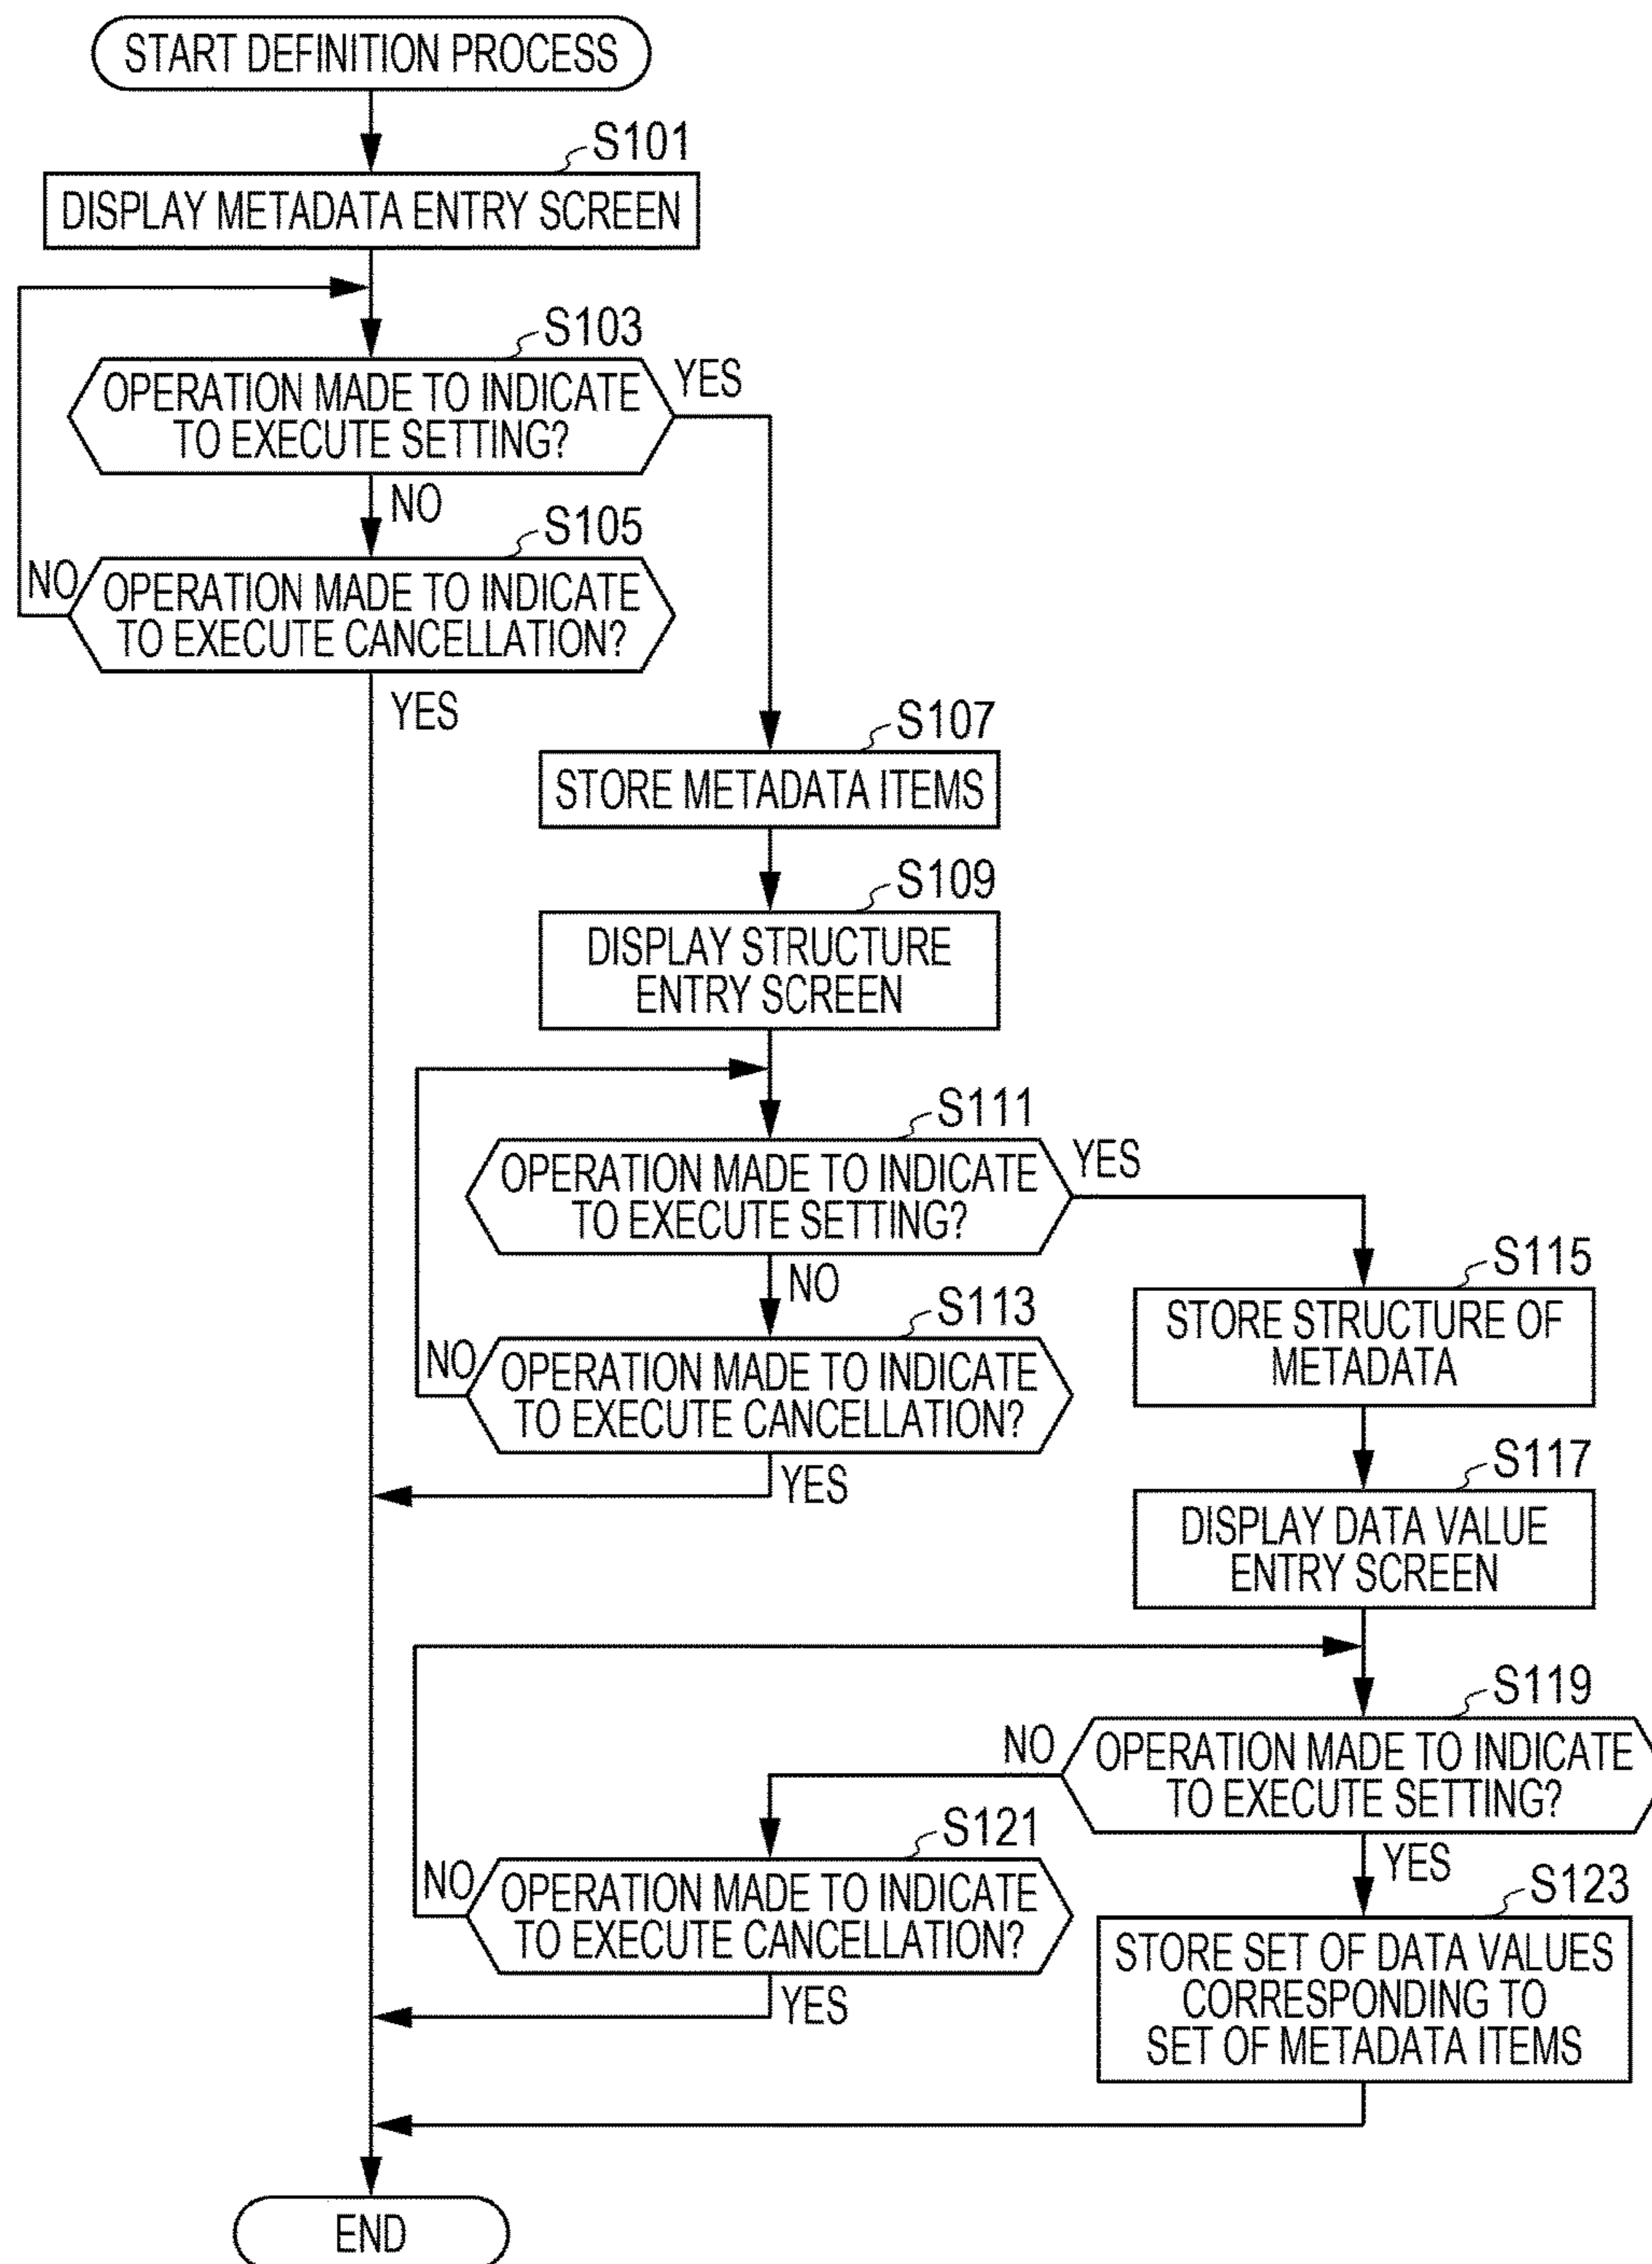 START DEFINITION PROCESS
S101
DISPLAY METADATA ENTRY SCREEN
S103
OPERATION MADE TO INDICATE
TO EXECUTE SETTING?
YES
NO
S105
NO
OPERATION MADE TO INDICATE
TO EXECUTE CANCELLATION?
YES
S107
STORE METADATA ITEMS
S109
DISPLAY STRUCTURE
ENTRY SCREEN
S111
OPERATION MADE TO INDICATE
TO EXECUTE SETTING?
YES
NO
S113
NO
OPERATION MADE TO INDICATE
TO EXECUTE CANCELLATION?
YES
S115
STORE STRUCTURE OF
METADATA
S117
DISPLAY DATA VALUE
ENTRY SCREEN
S119
NO
OPERATION MADE TO INDICATE
TO EXECUTE SETTING?
YES
S121
NO
OPERATION MADE TO INDICATE
TO EXECUTE CANCELLATION?
YES
S123
STORE SET OF DATA VALUES
CORRESPONDING TO
SET OF METADATA ITEMS
END